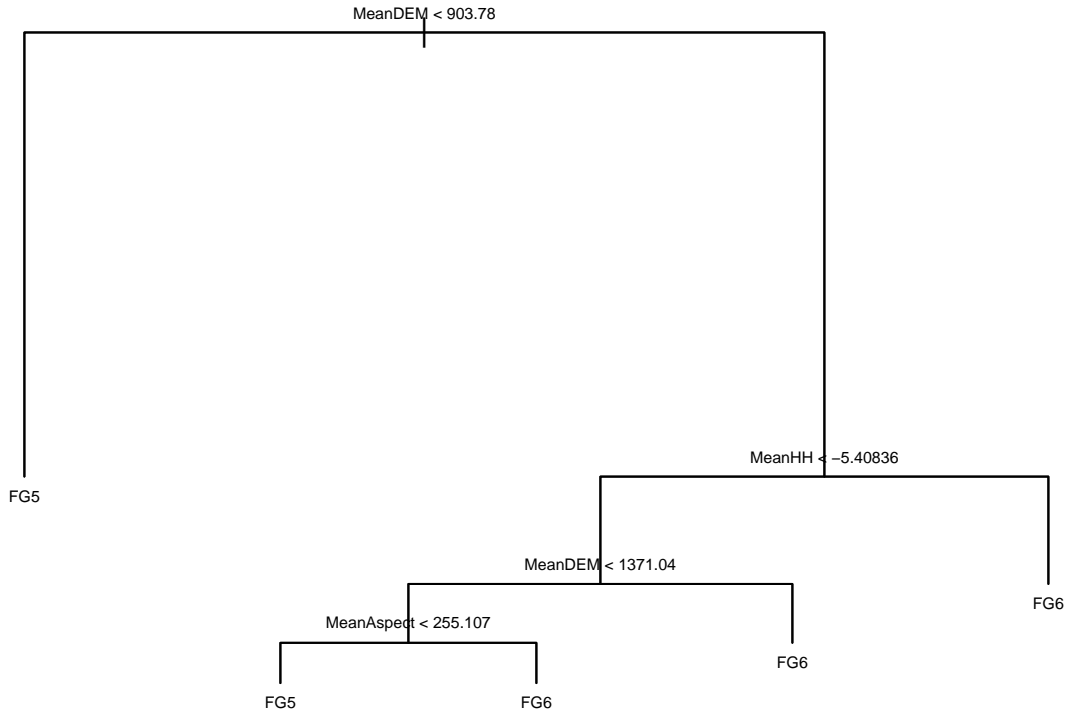 MeanDEM < 903.78
MeanHH < −5.40836
FG5
MeanDEM < 1371.04
FG6
MeanAspect < 255.107
FG6
FG5
FG6